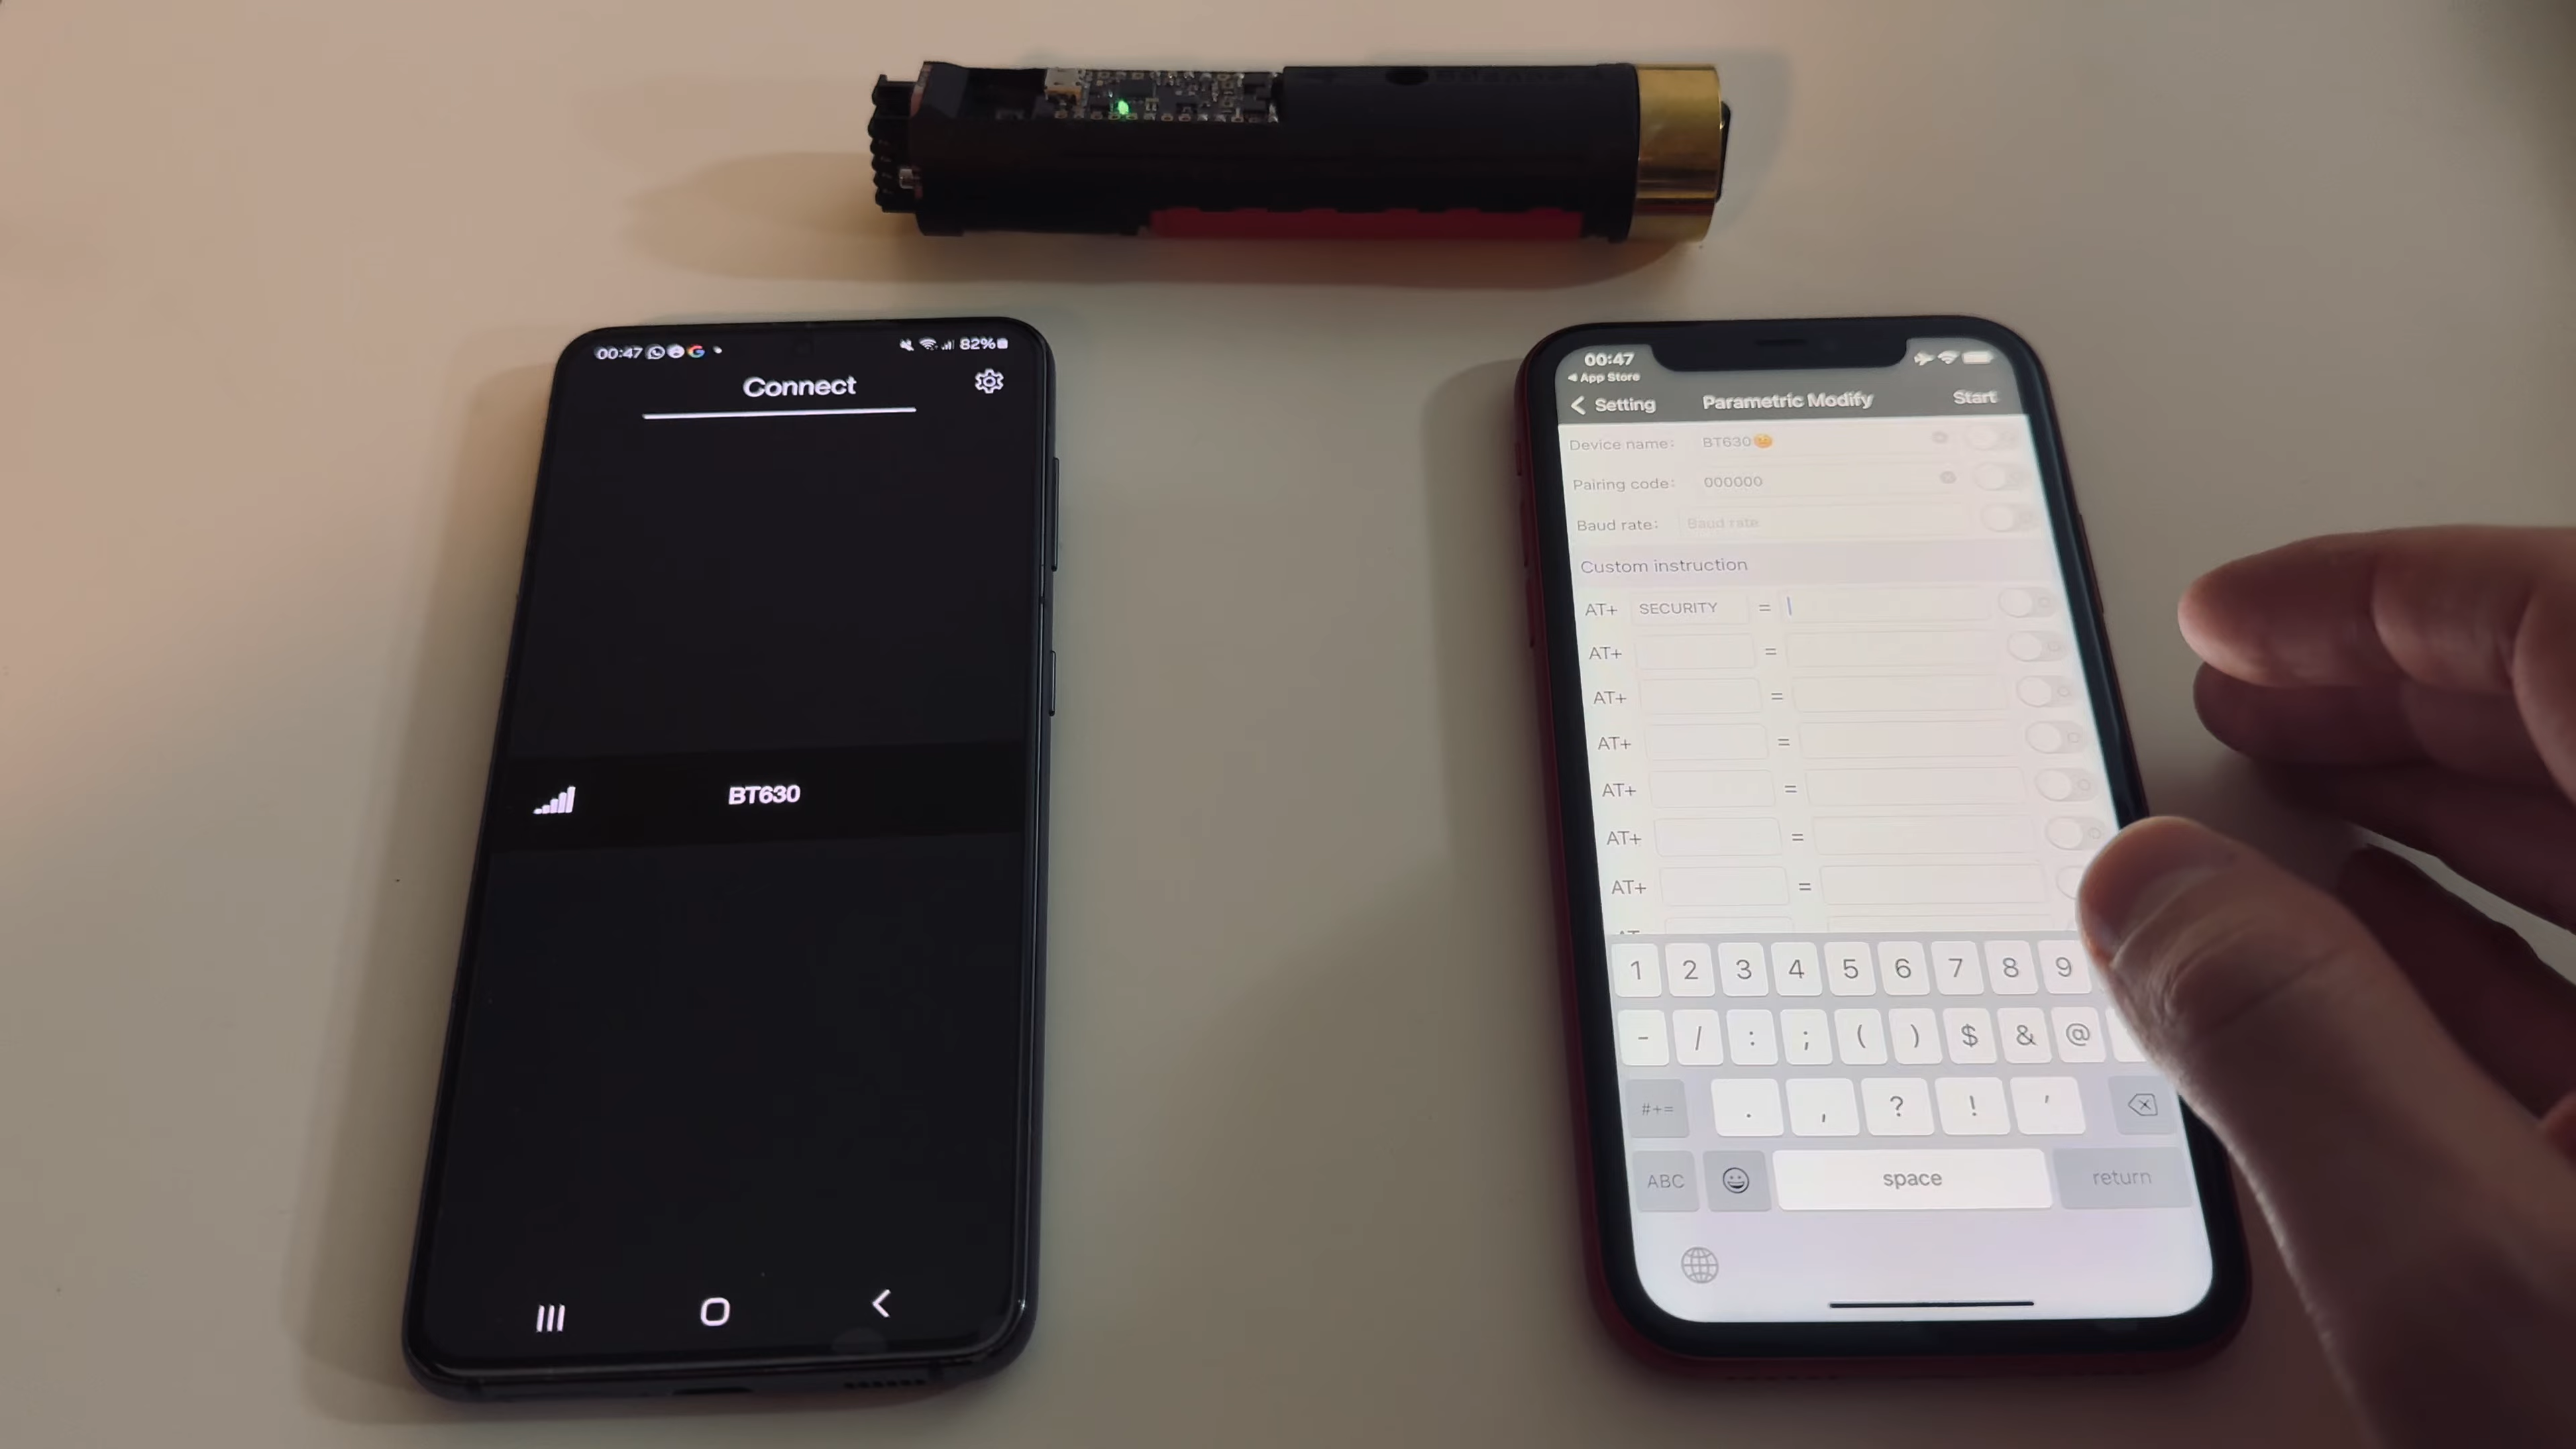 00:47 82%
Connect
BT630
00:47
App Store
Setting Parametric Modify Start
Device name: BT630😊
Pairing code: 000000
Baud rate: Baud rate
Custom instruction
AT+ SECURITY =
AT+ =
AT+ =
AT+ =
AT+ =
AT+ =
AT+ =
1 2 3 4 5 6 7 8 9
- / : ; ( ) $ & @
#+= . , ? ! '
ABC space return